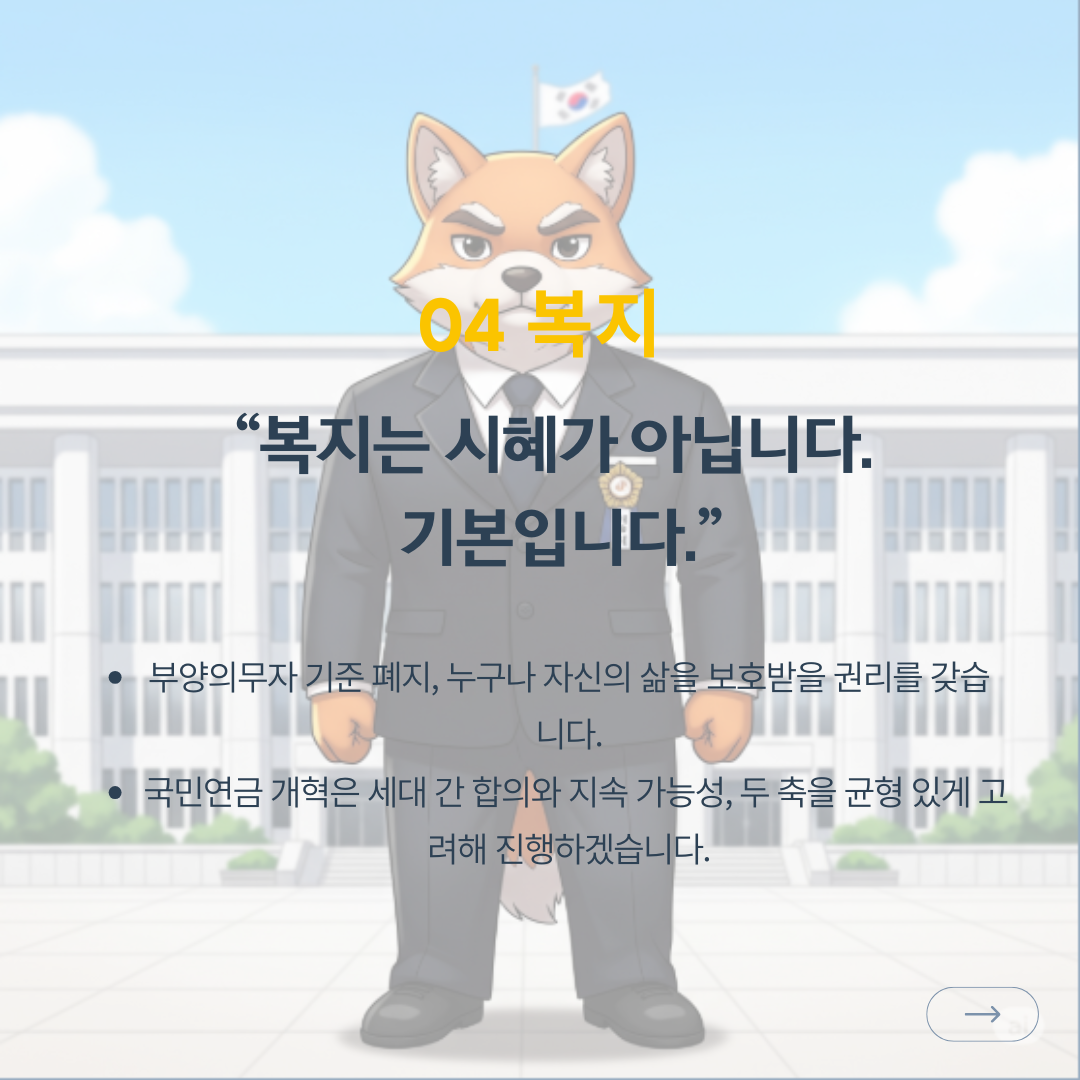 04 복지
“복지는 시혜가 아닙니다.
기본입니다.”
• 부양의무자 기준 폐지, 누구나 자신의 삶을 보호받을 권리를 갖습
니다.
• 국민연금 개혁은 세대 간 합의와 지속 가능성, 두 축을 균형 있게 고
려해 진행하겠습니다.